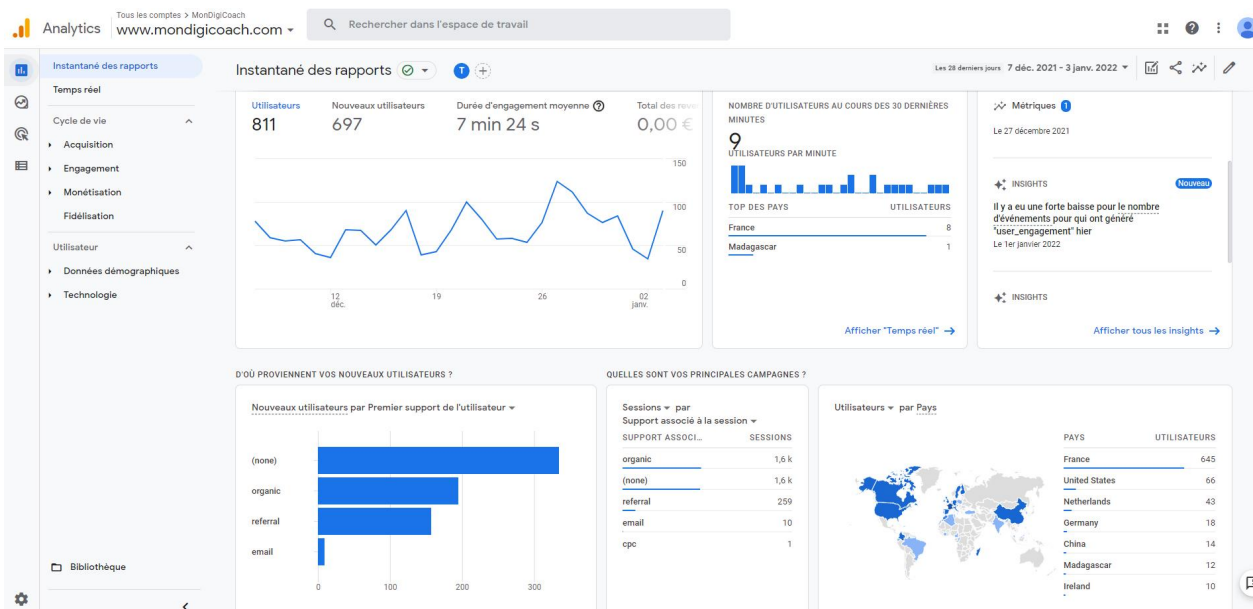 Tous les comptes > MonDigiCoach
Analytics
www.mondigicoach.com
Rechercher dans l'espace de travail
Instantané des rapports
Temps réel
Cycle de vie
Acquisition
Engagement
Monétisation
Fidélisation
Utilisateur
Données démographiques
Technologie
Bibliothèque
Instantané des rapports
T
Les 28 derniers jours 7 déc. 2021 - 3 janv. 2022
Utilisateurs
811
Nouveaux utilisateurs
697
Durée d'engagement moyenne
7 min 24 s
Total des
0,00 €
150
100
50
0
12
déc.
19
26
02
janv.
NOMBRE D'UTILISATEURS AU COURS DES 30 DERNIÈRES
MINUTES
9
UTILISATEURS PAR MINUTE
TOP DES PAYS UTILISATEURS
France 8
Madagascar 1
Afficher "Temps réel"
Métriques 1
Le 27 décembre 2021
INSIGHTS Nouveau
Il y a eu une forte baisse pour le nombre
d'événements pour qui ont généré
"user_engagement" hier
Le 1er janvier 2022
INSIGHTS
Afficher tous les insights
D'OÙ PROVIENNENT VOS NOUVEAUX UTILISATEURS ?
Nouveaux utilisateurs par Premier support de l'utilisateur
(none)
organic
referral
email
0 100 200 300
QUELLES SONT VOS PRINCIPALES CAMPAGNES ?
Sessions par
Support associé à la session
SUPPORT ASSOCI... SESSIONS
organic 1,6 k
(none) 1,6 k
referral 259
email 10
cpc 1
Utilisateurs par Pays
PAYS UTILISATEURS
France 645
United States 66
Netherlands 43
Germany 18
China 14
Madagascar 12
Ireland 10